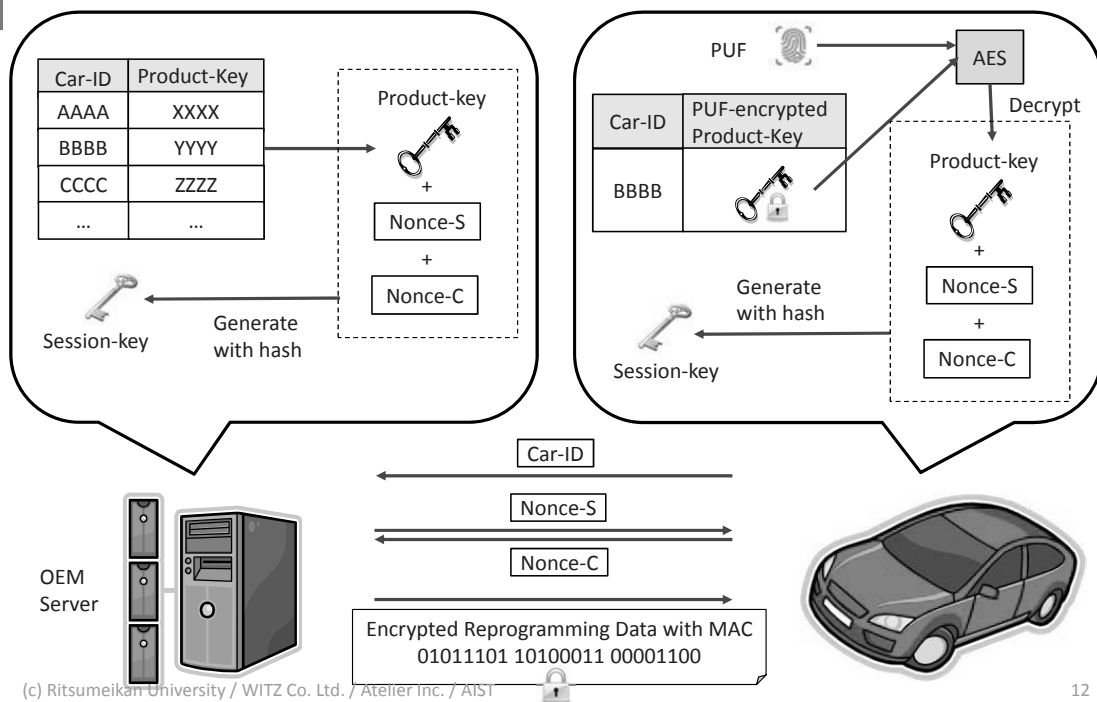 Car-ID Product-Key
AAAA XXXX
BBBB YYYY
CCCC ZZZZ
... ...
Product-key
+
Nonce-S
+
Nonce-C
Generate
with hash
Session-key
PUF
AES
Decrypt
Car-ID
PUF-encrypted
Product-Key
BBBB
Product-key
+
Nonce-S
+
Nonce-C
Generate
with hash
Session-key
Car-ID
Nonce-S
Nonce-C
OEM
Server
Encrypted Reprogramming Data with MAC
01011101 10100011 00001100
(c) Ritsumeikan University / WITZ Co. Ltd. / Atelier Inc. / AIST
12